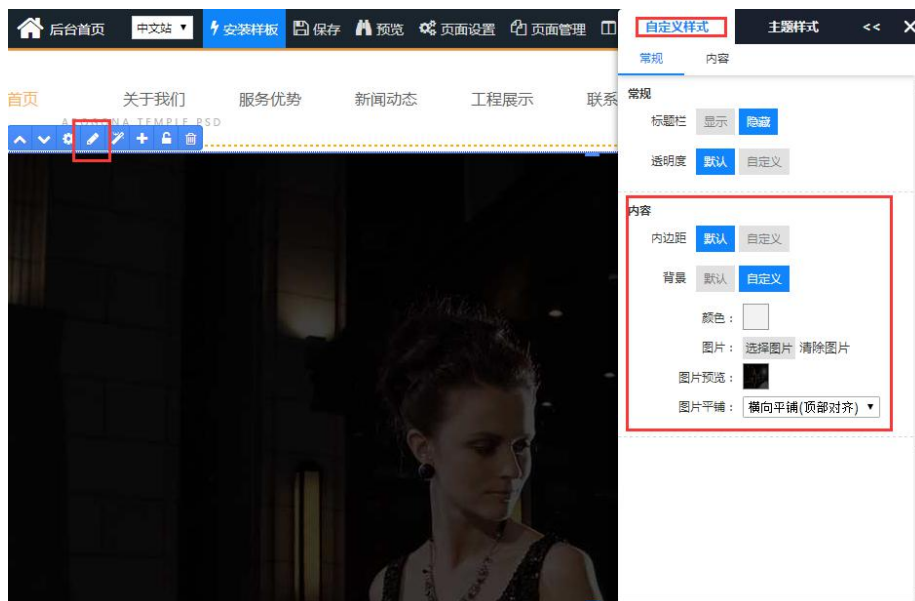 后台首页 中文站 安装样板 保存 预览 页面设置 页面管理
首页 关于我们 服务优势 新闻动态 工程展示 联系
TEMPLE PSD
自定义样式 主题样式 <<
常规 内容
常规
标题栏 显示 隐藏
透明度 默认 自定义
内容
内边距 默认 自定义
背景 默认 自定义
颜色：
图片： 选择图片 清除图片
图片预览：
图片平铺： 横向平铺(顶部对齐)